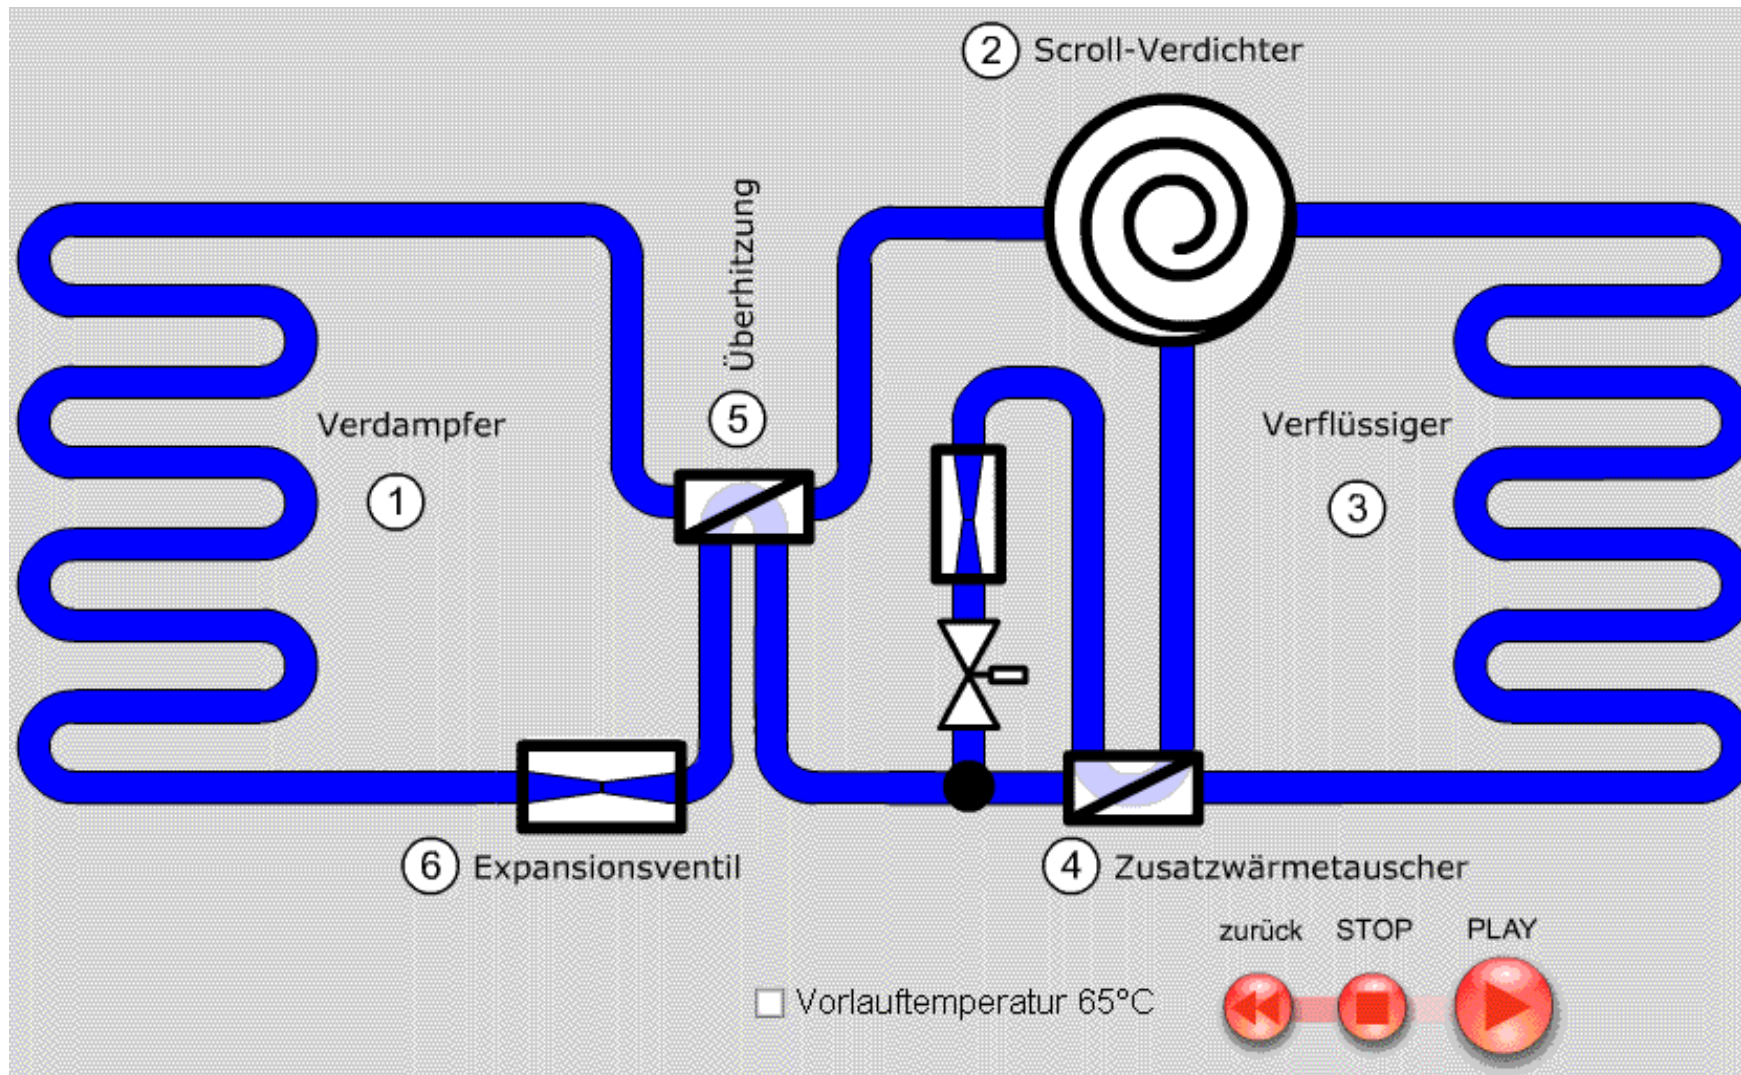 2 Scroll-Verdichter
Überhitzung
5
Verdampfer
1
Verflüssiger
3
6 Expansionsventil
4 Zusatzwärmetauscher
zurück STOP PLAY
Vorlauftemperatur 65°C